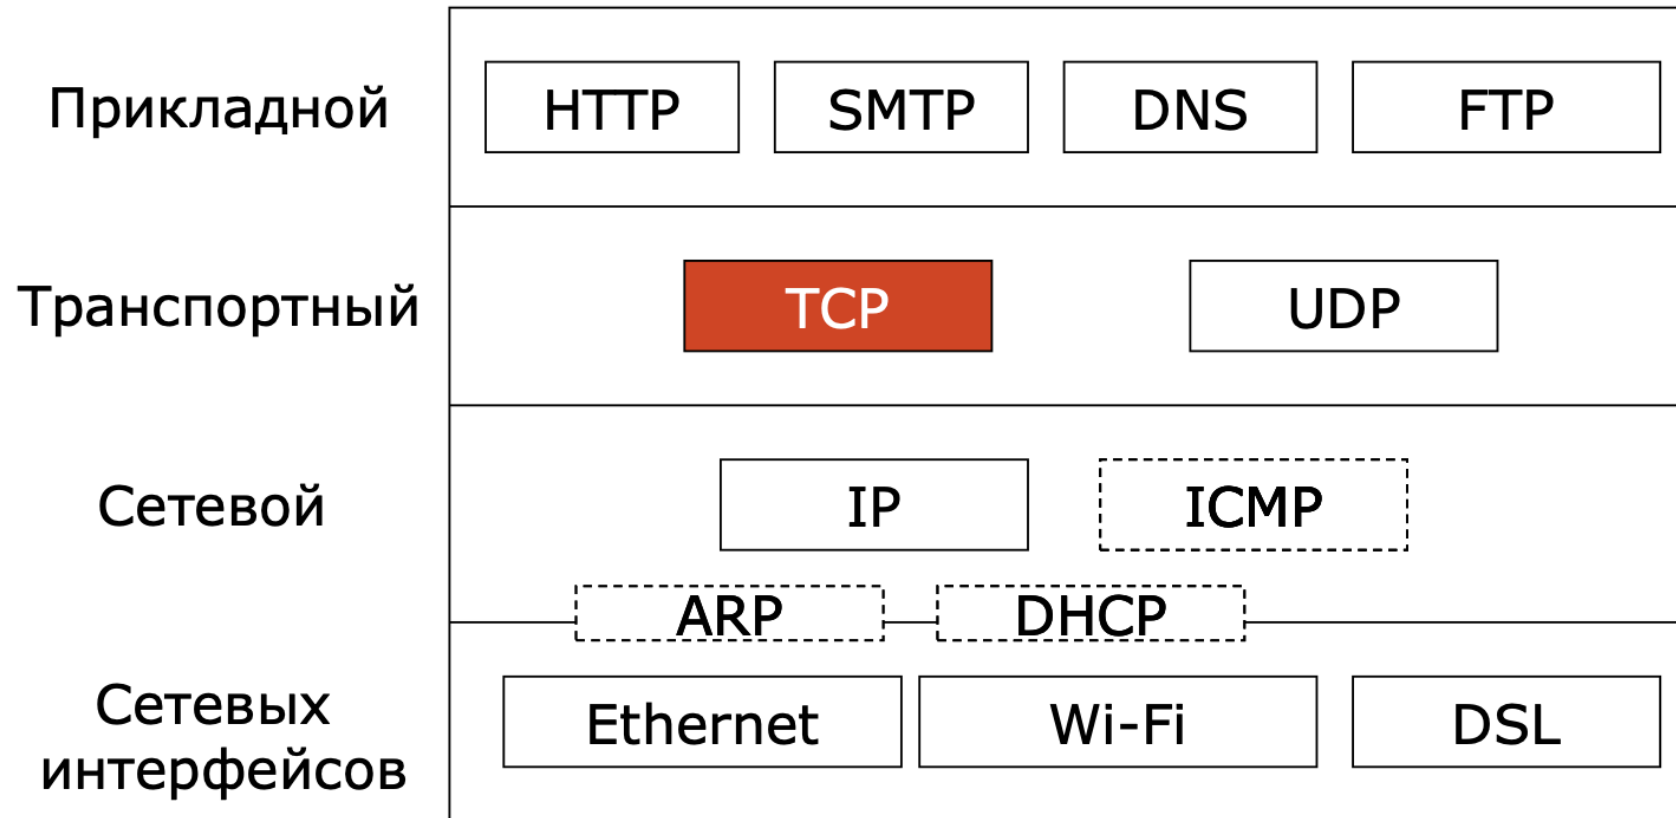 Прикладной
HTTP SMTP DNS FTP
Транспортный
TCP UDP
Сетевой
IP ICMP
ARP DHCP
Сетевых
интерфейсов
Ethernet Wi-Fi DSL